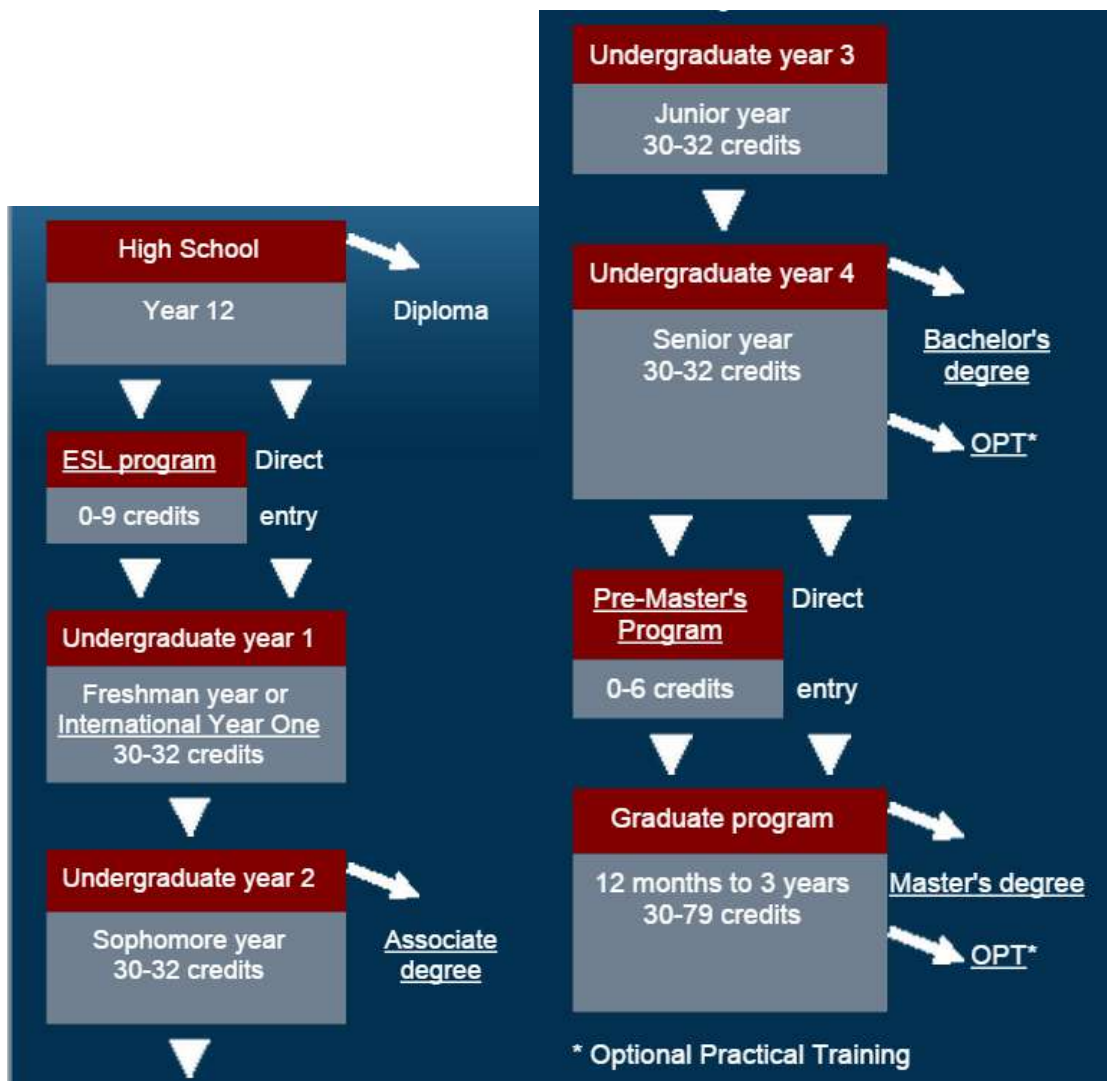 High School
Year 12
Diploma
ESL program
Direct
0-9 credits
entry
Undergraduate year 1
Freshman year or
International Year One
30-32 credits
Undergraduate year 2
Sophomore year
30-32 credits
Associate
degree
Undergraduate year 3
Junior year
30-32 credits
Undergraduate year 4
Senior year
30-32 credits
Bachelor's
degree
OPT*
Pre-Master's
Program
Direct
0-6 credits
entry
Graduate program
12 months to 3 years
30-79 credits
Master's degree
OPT*
* Optional Practical Training